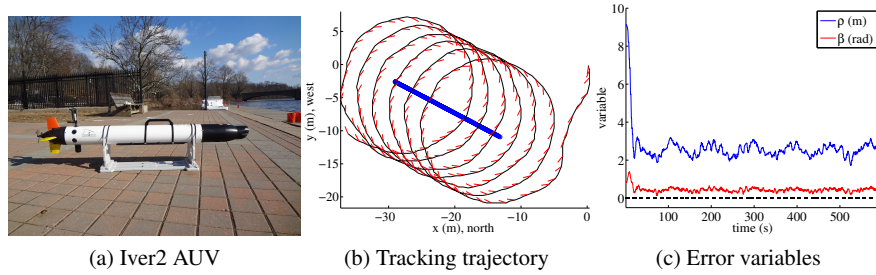 5
0
−5
−10
−15
−20
y (m), west
−30
−20
−10
0
x (m), north
10
8
6
4
2
0
variable
ρ (m)
β (rad)
100
200
300
400
500
time (s)
(a) Iver2 AUV
(b) Tracking trajectory
(c) Error variables